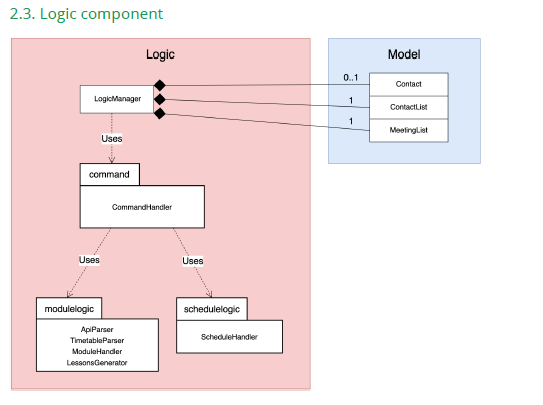 2.3. Logic component
Logic
Model
LogicManager
0..1
Contact
1
ContactList
1
MeetingList
Uses
command
CommandHandler
Uses
Uses
modulelogic
ApiParser
TimetableParser
ModuleHandler
LessonsGenerator
schedulelogic
ScheduleHandler